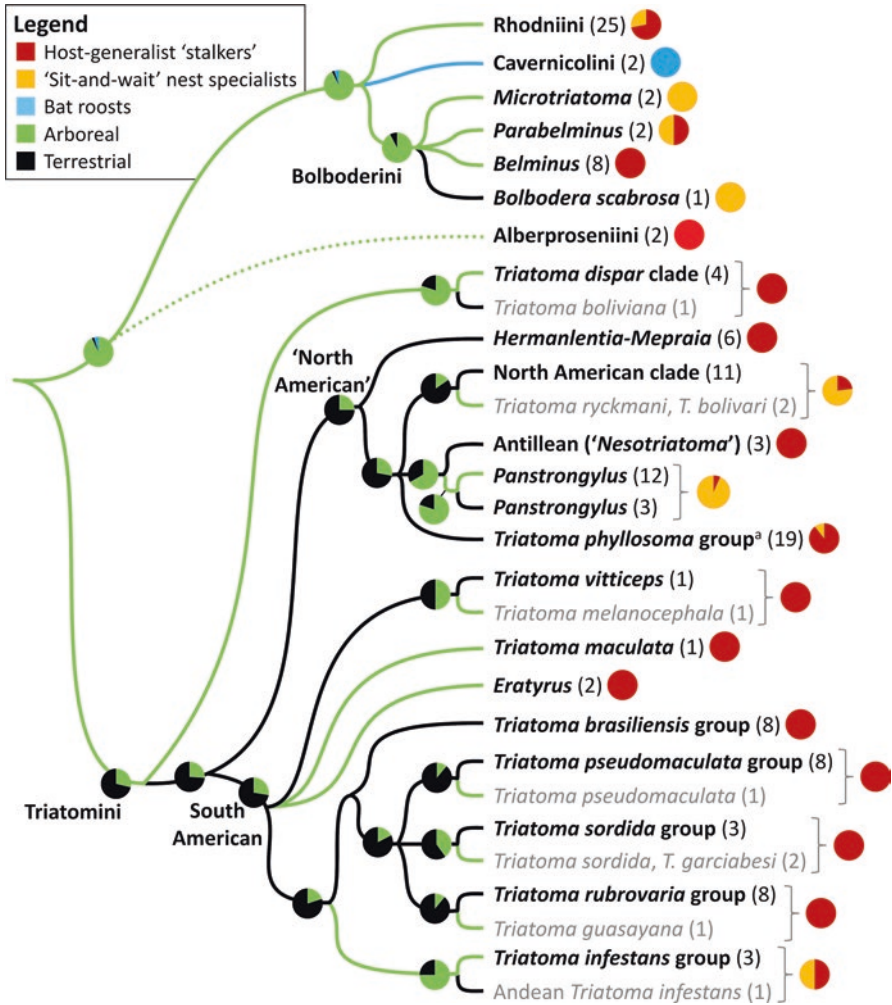 Legend
Host-generalist ‘stalkers’
‘Sit-and-wait’ nest specialists
Bat roosts
Arboreal
Terrestrial
Rhodniini (25)
Cavernicolini (2)
Microtriatoma (2)
Parabelminus (2)
Belminus (8)
Bolboderini
Bolbodera scabrosa (1)
Alberproseniini (2)
Triatoma dispar clade (4)
Triatoma boliviana (1)
Hermanlentia-Mepraia (6)
‘North
American’
North American clade (11)
Triatoma ryckmani, T. bolivari (2)
Antillean (‘Nesotriatoma’) (3)
Panstrongylus (12)
Panstrongylus (3)
Triatoma phyllosoma groupᵃ (19)
Triatoma vitticeps (1)
Triatoma melanocephala (1)
Triatoma maculata (1)
Eratyrus (2)
Triatoma brasiliensis group (8)
Triatoma pseudomaculata group (8)
Triatoma pseudomaculata (1)
Triatomini
South
American
Triatoma sordida group (3)
Triatoma sordida, T. garciabesi (2)
Triatoma rubrovaria group (8)
Triatoma guasayana (1)
Triatoma infestans group (3)
Andean Triatoma infestans (1)